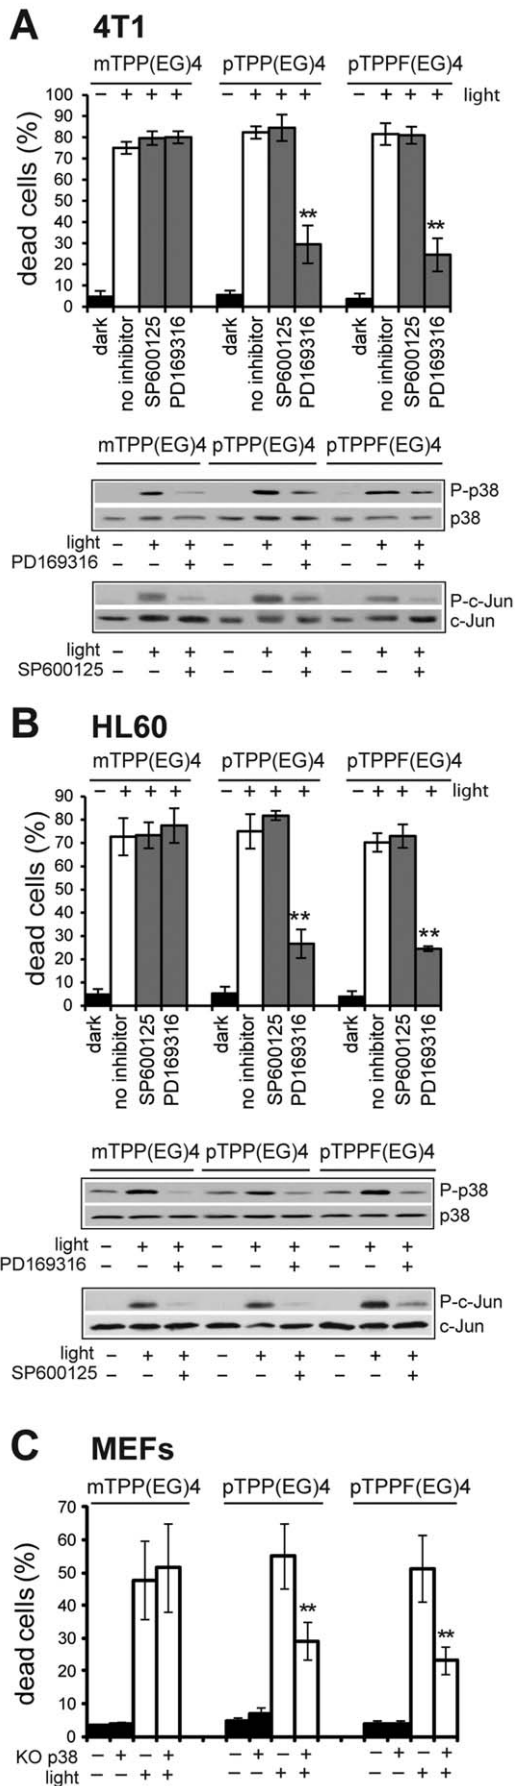 A 4T1
mTPP(EG)4 pTPP(EG)4 pTPPF(EG)4
− + + + − + + + − + + + light
dead cells (%)
100
90
80
70
60
50
40
30
20
10
0
** **
dark no inhibitor SP600125 PD169316 dark no inhibitor SP600125 PD169316 dark no inhibitor SP600125 PD169316
mTPP(EG)4 pTPP(EG)4 pTPPF(EG)4
P-p38
p38
light − + + − + + − + +
PD169316 − − + − − + − − +
P-c-Jun
c-Jun
light − + + − + + − + +
SP600125 − − + − − + − − +
B HL60
mTPP(EG)4 pTPP(EG)4 pTPPF(EG)4
− + + + − + + + − + + + light
dead cells (%)
90
80
70
60
50
40
30
20
10
0
** **
dark no inhibitor SP600125 PD169316 dark no inhibitor SP600125 PD169316 dark no inhibitor SP600125 PD169316
mTPP(EG)4 pTPP(EG)4 pTPPF(EG)4
P-p38
p38
light − + + − + + − + +
PD169316 − − + − − + − − +
P-c-Jun
c-Jun
light − + + − + + − + +
SP600125 − − + − − + − − +
C MEFs
mTPP(EG)4 pTPP(EG)4 pTPPF(EG)4
dead cells (%)
70
60
50
40
30
20
10
0
** **
KO p38 − + − + − + − + − + − +
light − − + + − − + + − − + +